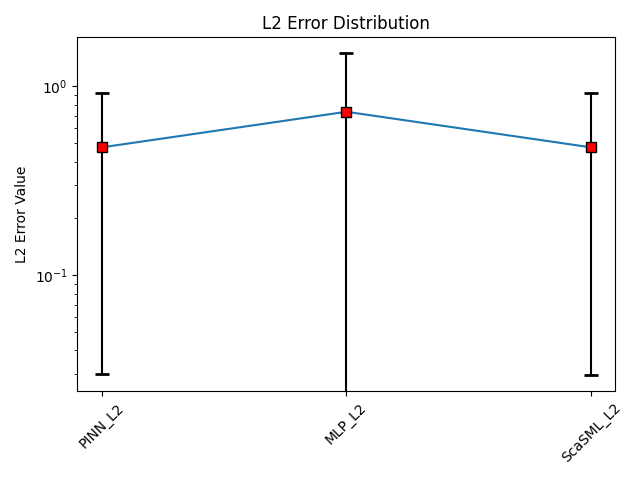 L2 Error Distribution
L2 Error Value
10⁰
10⁻¹
PINN_L2
MLP_L2
ScaSML_L2